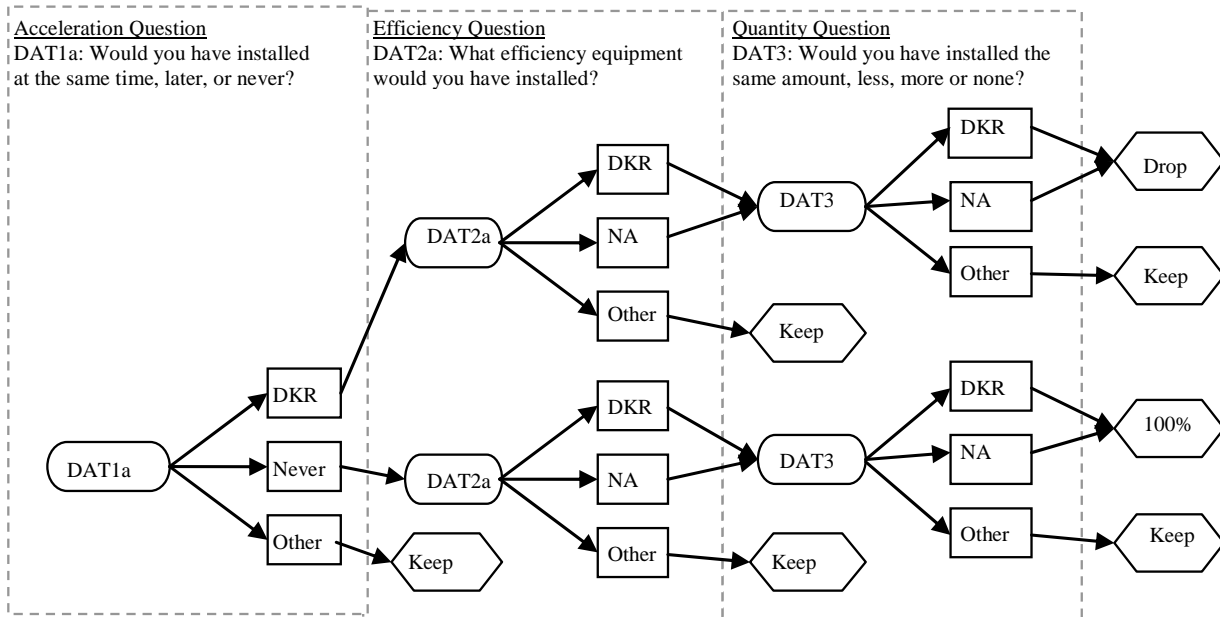 Acceleration Question
DAT1a: Would you have installed
at the same time, later, or never?
Efficiency Question
DAT2a: What efficiency equipment
would you have installed?
Quantity Question
DAT3: Would you have installed the
same amount, less, more or none?
DKR
Drop
DKR
NA
DAT3
DAT2a
NA
Other
Keep
Other
Keep
DKR
DKR
DKR
100%
Never
NA
DAT3
NA
DAT1a
DAT2a
Other
Keep
Other
Keep
Other
Keep